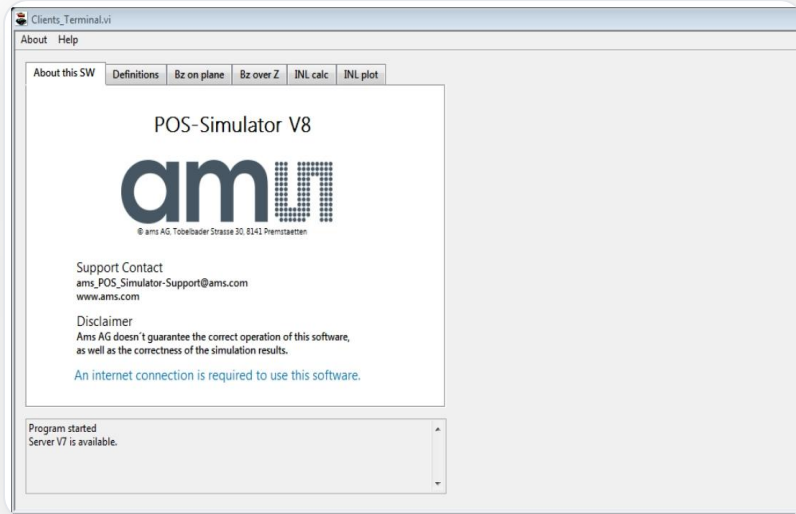 Clients_Terminal.vi
About Help
About this SW Definitions Bz on plane Bz over Z INL calc INL plot
POS-Simulator V8
am
© ams AG, Tobelbader Strasse 30, 8141 Premstaetten
Support Contact
ams_POS_Simulator-Support@ams.com
www.ams.com
Disclaimer
Ams AG doesn´t guarantee the correct operation of this software,
as well as the correctness of the simulation results.
An internet connection is required to use this software.
Program started
Server V7 is available.